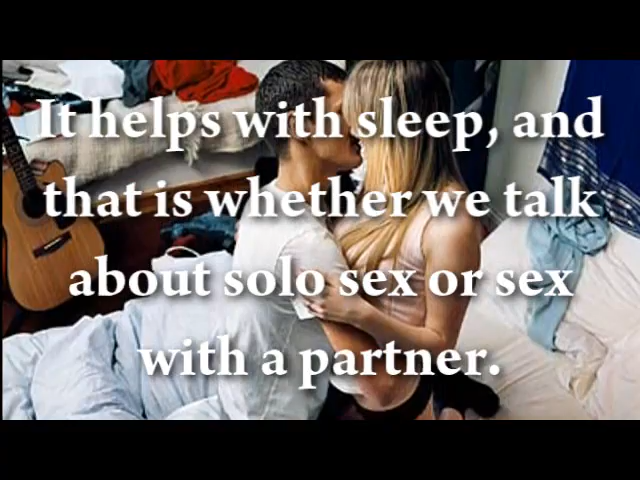 It helps with sleep, and
that is whether we talk
about solo sex or sex
with a partner.